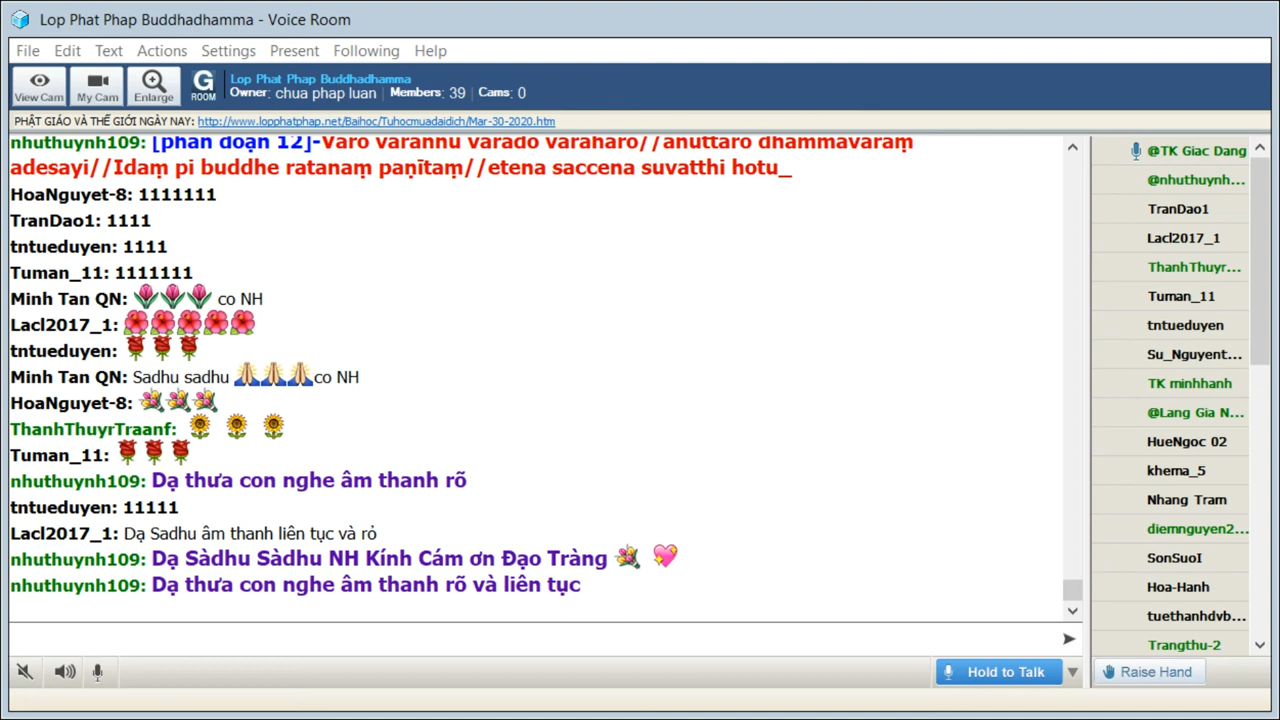 Lop Phat Phap Buddhadhamma - Voice Room
File Edit Text Actions Settings Present Following Help
View Cam My Cam Enlarge G ROOM
Lop Phat Phap Buddhadhamma
Owner: chua phap luan Members: 39 Cams: 0
PHẬT GIÁO VÀ THẾ GIỚI NGÀY NAY: http://www.lopphatphap.net/Baihoc/Tuhocmuadaidich/Mar-30-2020.htm
nhuthuynh109: [phân đoạn 12]-Varo varaññū varado varāharo//anuttaro dhammavaraṃ
adesayi//Idaṃ pi buddhe ratanaṃ paṇītaṃ//etena saccena suvatthi hotu_
HoaNguyet-8: 1111111
TranDao1: 1111
tntueduyen: 1111
Tuman_11: 1111111
Minh Tan QN: 🌷🌷🌷 co NH
Lacl2017_1: 🌺🌺🌺🌺🌺
tntueduyen: 🌹🌹🌹
Minh Tan QN: Sadhu sadhu 🙏🙏🙏co NH
HoaNguyet-8: 💐💐💐
ThanhThuyrTraanf: 🌻 🌻 🌻
Tuman_11: 🌹🌹🌹
nhuthuynh109: Dạ thưa con nghe âm thanh rõ
tntueduyen: 11111
Lacl2017_1: Dạ Sadhu âm thanh liên tục và rỏ
nhuthuynh109: Dạ Sàdhu Sàdhu NH Kính Cám ơn Đạo Tràng 💐 💖
nhuthuynh109: Dạ thưa con nghe âm thanh rõ và liên tục
Hold to Talk
@TK Giac Dang
@nhuthuynh...
TranDao1
Lacl2017_1
ThanhThuyr...
Tuman_11
tntueduyen
Su_Nguyent...
TK minhhanh
@Lang Gia N...
HueNgoc 02
khema_5
Nhang Tram
diemnguyen2...
SonSuoI
Hoa-Hanh
tuethanhdvb...
Trangthu-2
Raise Hand